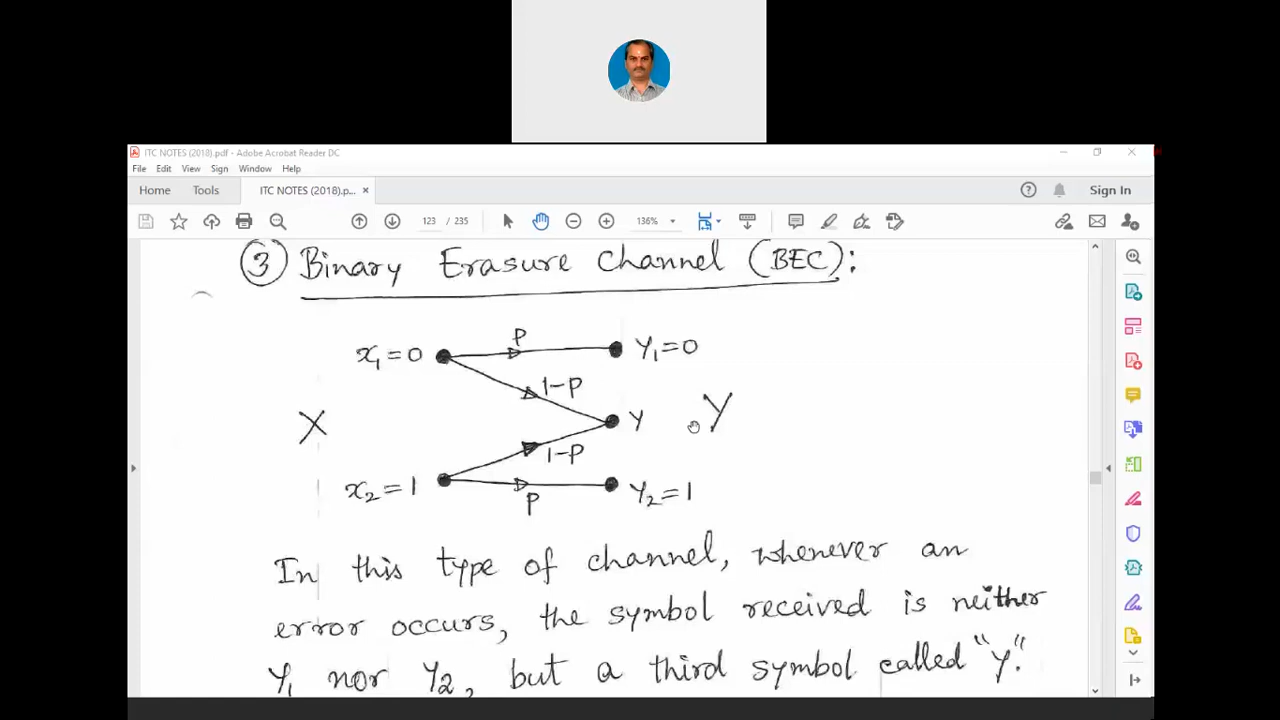 ITC NOTES (2018).pdf - Adobe Acrobat Reader DC
File Edit View Sign Window Help
Home Tools ITC NOTES (2018).p... ×
Sign In
123 / 235 136%
③ Binary Erasure Channel (BEC):
P
x₁=0 y₁=0
1-P
X y Y
1-P
x₂=1 y₂=1
P
In this type of channel, whenever an
error occurs, the symbol received is neither
y₁ nor y₂, but a third symbol called "y".